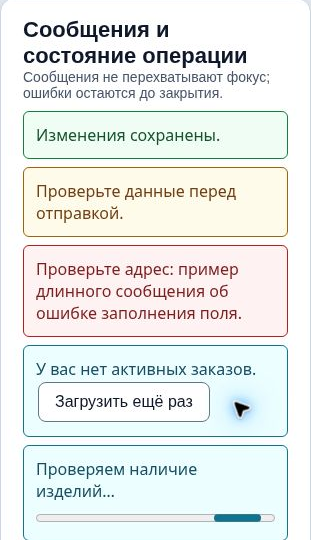 Сообщения и
состояние операции
Сообщения не перехватывают фокус;
ошибки остаются до закрытия.
Изменения сохранены.
Проверьте данные перед
отправкой.
Проверьте адрес: пример
длинного сообщения об
ошибке заполнения поля.
У вас нет активных заказов.
Загрузить ещё раз
Проверяем наличие
изделий...